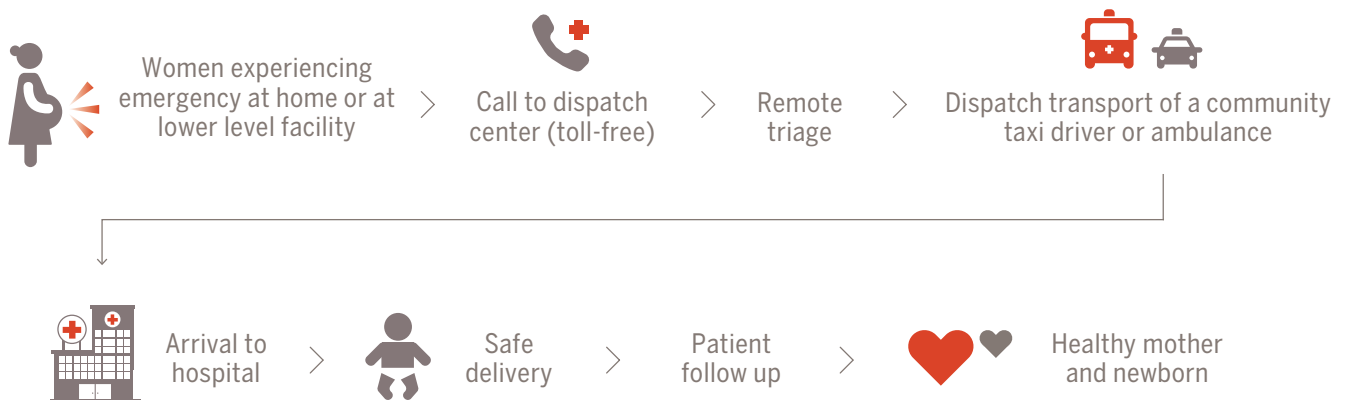 Women experiencing
emergency at home or at
lower level facility
Call to dispatch
center (toll-free)
Remote
triage
Dispatch transport of a community
taxi driver or ambulance
Arrival to
hospital
Safe
delivery
Patient
follow up
Healthy mother
and newborn